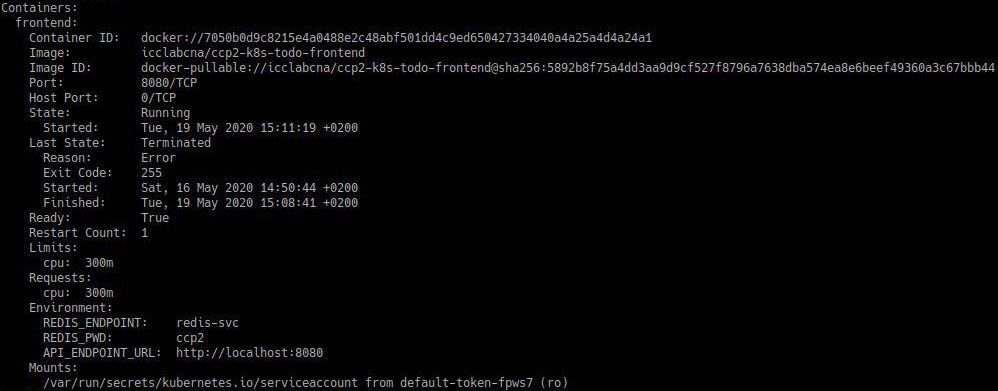 Containers:
  frontend:
    Container ID:   docker://7050b0d9c8215e4a0488e2c48abf501dd4c9ed650427334040a4a25a4d4a24a1
    Image:          icclabcna/ccp2-k8s-todo-frontend
    Image ID:       docker-pullable://icclabcna/ccp2-k8s-todo-frontend@sha256:5892b8f75a4dd3aa9d9cf527f8796a7638dba574ea8e6beef49360a3c67bbb44
    Port:           8080/TCP
    Host Port:      0/TCP
    State:          Running
      Started:      Tue, 19 May 2020 15:11:19 +0200
    Last State:     Terminated
      Reason:       Error
      Exit Code:    255
      Started:      Sat, 16 May 2020 14:50:44 +0200
      Finished:     Tue, 19 May 2020 15:08:41 +0200
    Ready:          True
    Restart Count:  1
    Limits:
      cpu:  300m
    Requests:
      cpu:  300m
    Environment:
      REDIS_ENDPOINT:    redis-svc
      REDIS_PWD:         ccp2
      API_ENDPOINT_URL:  http://localhost:8080
    Mounts:
      /var/run/secrets/kubernetes.io/serviceaccount from default-token-fpws7 (ro)